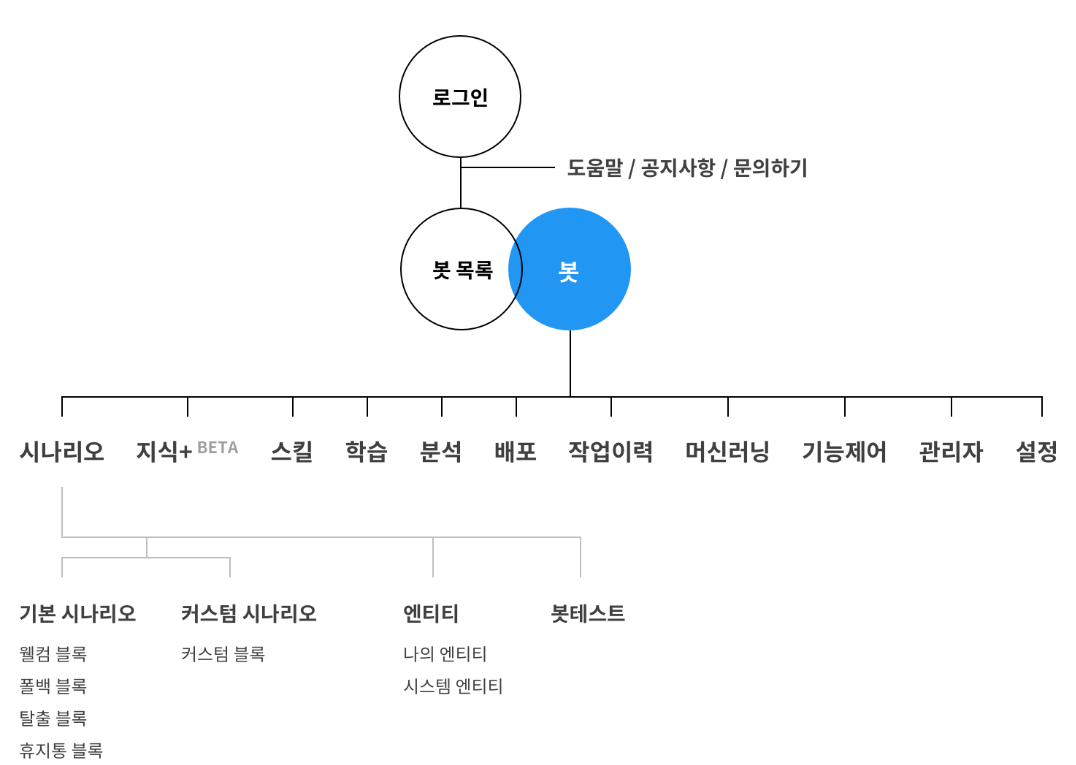 로그인
도움말 / 공지사항 / 문의하기
봇 목록
봇
시나리오 지식+ BETA 스킬 학습 분석 배포 작업이력 머신러닝 기능제어 관리자 설정
기본 시나리오 커스텀 시나리오 엔티티 봇테스트
웰컴 블록 커스텀 블록 나의 엔티티
폴백 블록 시스템 엔티티
탈출 블록
휴지통 블록